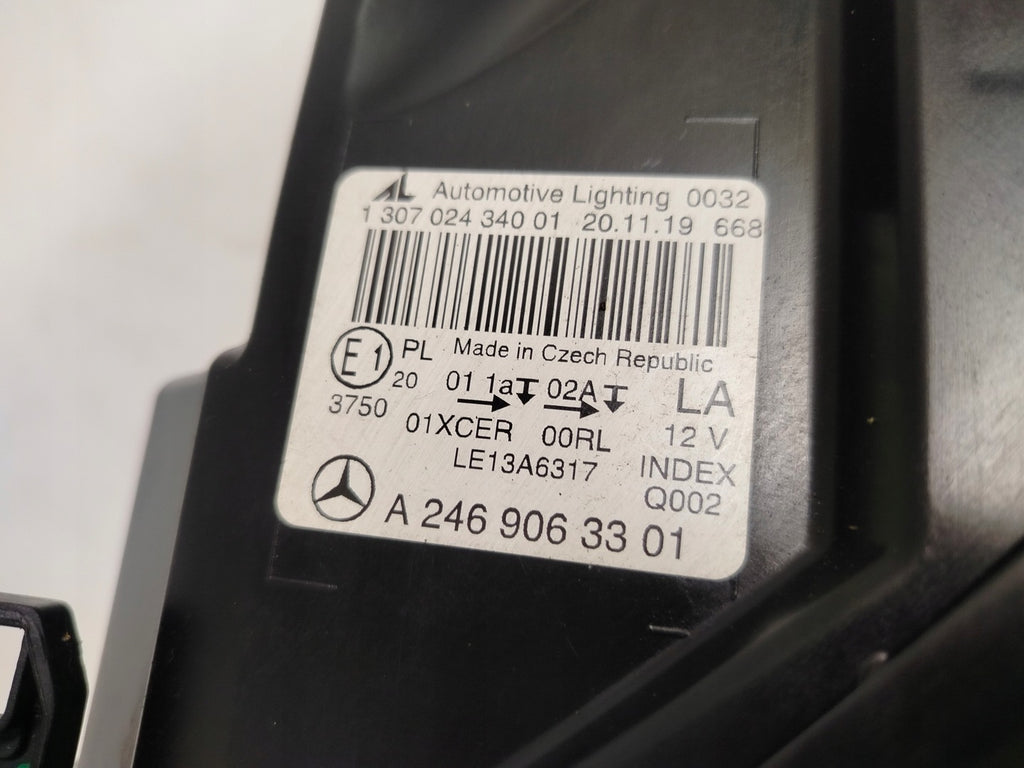 AL Automotive Lighting 0032
1 307 024 340 01 20.11.19 668
E1 PL Made in Czech Republic
20 01 1a 02A LA
3750 01XCER 00RL 12 V
LE13A6317 INDEX
Q002
A 246 906 33 01